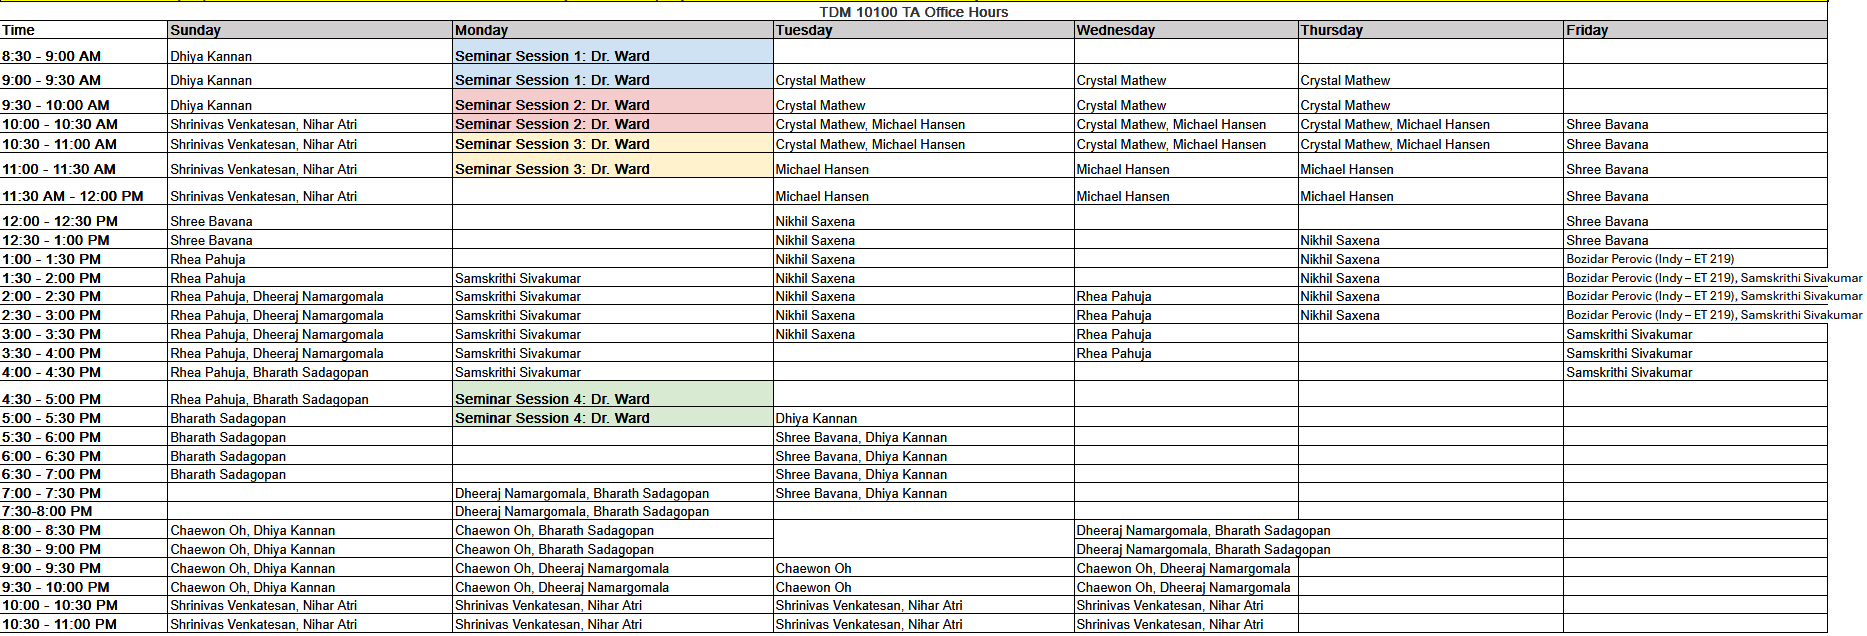 TDM 10100 TA Office Hours
Time Sunday Monday Tuesday Wednesday Thursday Friday
8:30 - 9:00 AM Dhiya Kannan Seminar Session 1: Dr. Ward
9:00 - 9:30 AM Dhiya Kannan Seminar Session 1: Dr. Ward Crystal Mathew Crystal Mathew Crystal Mathew
9:30 - 10:00 AM Dhiya Kannan Seminar Session 2: Dr. Ward Crystal Mathew Crystal Mathew Crystal Mathew
10:00 - 10:30 AM Shrinivas Venkatesan, Nihar Atri Seminar Session 2: Dr. Ward Crystal Mathew, Michael Hansen Crystal Mathew, Michael Hansen Crystal Mathew, Michael Hansen Shree Bavana
10:30 - 11:00 AM Shrinivas Venkatesan, Nihar Atri Seminar Session 3: Dr. Ward Crystal Mathew, Michael Hansen Crystal Mathew, Michael Hansen Crystal Mathew, Michael Hansen Shree Bavana
11:00 - 11:30 AM Shrinivas Venkatesan, Nihar Atri Seminar Session 3: Dr. Ward Michael Hansen Michael Hansen Michael Hansen Shree Bavana
11:30 AM - 12:00 PM Shrinivas Venkatesan, Nihar Atri Michael Hansen Michael Hansen Michael Hansen Shree Bavana
12:00 - 12:30 PM Shree Bavana Nikhil Saxena Shree Bavana
12:30 - 1:00 PM Shree Bavana Nikhil Saxena Nikhil Saxena Shree Bavana
1:00 - 1:30 PM Rhea Pahuja Nikhil Saxena Nikhil Saxena Bozidar Perovic (Indy – ET 219)
1:30 - 2:00 PM Rhea Pahuja Samskrithi Sivakumar Nikhil Saxena Nikhil Saxena Bozidar Perovic (Indy – ET 219), Samskrithi Sivakumar
2:00 - 2:30 PM Rhea Pahuja, Dheeraj Namargomala Samskrithi Sivakumar Nikhil Saxena Rhea Pahuja Nikhil Saxena Bozidar Perovic (Indy – ET 219), Samskrithi Sivakumar
2:30 - 3:00 PM Rhea Pahuja, Dheeraj Namargomala Samskrithi Sivakumar Nikhil Saxena Rhea Pahuja Nikhil Saxena Bozidar Perovic (Indy – ET 219), Samskrithi Sivakumar
3:00 - 3:30 PM Rhea Pahuja, Dheeraj Namargomala Samskrithi Sivakumar Nikhil Saxena Rhea Pahuja Samskrithi Sivakumar
3:30 - 4:00 PM Rhea Pahuja, Dheeraj Namargomala Samskrithi Sivakumar Rhea Pahuja Samskrithi Sivakumar
4:00 - 4:30 PM Rhea Pahuja, Bharath Sadagopan Samskrithi Sivakumar Samskrithi Sivakumar
4:30 - 5:00 PM Rhea Pahuja, Bharath Sadagopan Seminar Session 4: Dr. Ward
5:00 - 5:30 PM Bharath Sadagopan Seminar Session 4: Dr. Ward Dhiya Kannan
5:30 - 6:00 PM Bharath Sadagopan Shree Bavana, Dhiya Kannan
6:00 - 6:30 PM Bharath Sadagopan Shree Bavana, Dhiya Kannan
6:30 - 7:00 PM Bharath Sadagopan Shree Bavana, Dhiya Kannan
7:00 - 7:30 PM Dheeraj Namargomala, Bharath Sadagopan Shree Bavana, Dhiya Kannan
7:30-8:00 PM Dheeraj Namargomala, Bharath Sadagopan
8:00 - 8:30 PM Chaewon Oh, Dhiya Kannan Chaewon Oh, Bharath Sadagopan Dheeraj Namargomala, Bharath Sadagopan
8:30 - 9:00 PM Chaewon Oh, Dhiya Kannan Chaewon Oh, Bharath Sadagopan Dheeraj Namargomala, Bharath Sadagopan
9:00 - 9:30 PM Chaewon Oh, Dhiya Kannan Chaewon Oh, Dheeraj Namargomala Chaewon Oh Chaewon Oh, Dheeraj Namargomala
9:30 - 10:00 PM Chaewon Oh, Dhiya Kannan Chaewon Oh, Dheeraj Namargomala Chaewon Oh Chaewon Oh, Dheeraj Namargomala
10:00 - 10:30 PM Shrinivas Venkatesan, Nihar Atri Shrinivas Venkatesan, Nihar Atri Shrinivas Venkatesan, Nihar Atri Shrinivas Venkatesan, Nihar Atri
10:30 - 11:00 PM Shrinivas Venkatesan, Nihar Atri Shrinivas Venkatesan, Nihar Atri Shrinivas Venkatesan, Nihar Atri Shrinivas Venkatesan, Nihar Atri